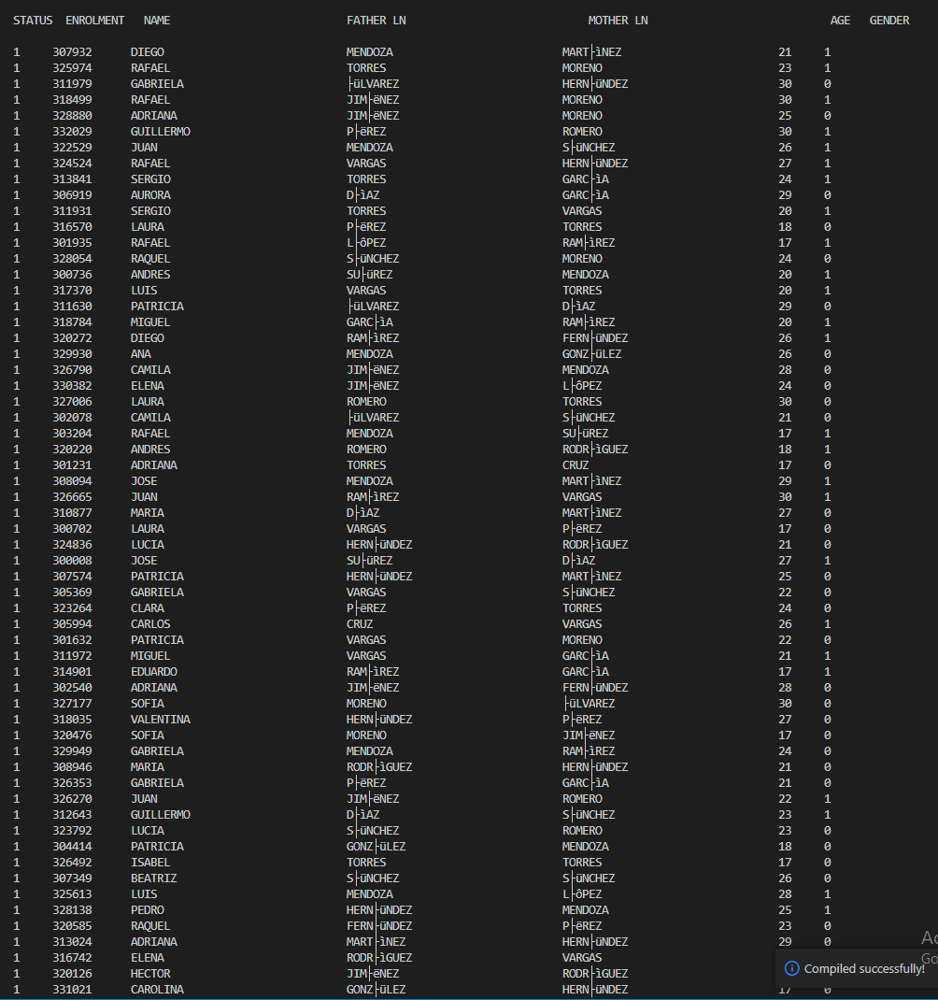 STATUS ENROLMENT NAME FATHER LN MOTHER LN AGE GENDER
1 307932 DIEGO MENDOZA MART├ìNEZ 21 1
1 325974 RAFAEL TORRES MORENO 23 1
1 311979 GABRIELA ├üLVAREZ HERN├üNDEZ 30 0
1 318499 RAFAEL JIM├ëNEZ MORENO 30 1
1 328880 ADRIANA JIM├ëNEZ MORENO 25 0
1 332029 GUILLERMO P├ëREZ ROMERO 30 1
1 322529 JUAN MENDOZA S├üNCHEZ 26 1
1 324524 RAFAEL VARGAS HERN├üNDEZ 27 1
1 313841 SERGIO TORRES GARC├ìA 24 1
1 306919 AURORA D├ìAZ GARC├ìA 29 0
1 311931 SERGIO TORRES VARGAS 20 1
1 316570 LAURA P├ëREZ TORRES 18 0
1 301935 RAFAEL L├ôPEZ RAM├ìREZ 17 1
1 328054 RAQUEL S├üNCHEZ MORENO 24 0
1 300736 ANDRES SU├üREZ MENDOZA 20 1
1 317370 LUIS VARGAS TORRES 20 1
1 311630 PATRICIA ├üLVAREZ D├ìAZ 29 0
1 318784 MIGUEL GARC├ìA RAM├ìREZ 20 1
1 320272 DIEGO RAM├ìREZ FERN├üNDEZ 26 1
1 329930 ANA MENDOZA GONZ├üLEZ 26 0
1 326790 CAMILA JIM├ëNEZ MENDOZA 28 0
1 330382 ELENA JIM├ëNEZ L├ôPEZ 24 0
1 327006 LAURA ROMERO TORRES 30 0
1 302078 CAMILA ├üLVAREZ S├üNCHEZ 21 0
1 303204 RAFAEL MENDOZA SU├üREZ 17 1
1 320220 ANDRES ROMERO RODR├ìGUEZ 18 1
1 301231 ADRIANA TORRES CRUZ 17 0
1 308094 JOSE MENDOZA MART├ìNEZ 29 1
1 326665 JUAN RAM├ìREZ VARGAS 30 1
1 310877 MARIA D├ìAZ MART├ìNEZ 27 0
1 300702 LAURA VARGAS P├ëREZ 17 0
1 324836 LUCIA HERN├üNDEZ RODR├ìGUEZ 21 0
1 300008 JOSE SU├üREZ D├ìAZ 27 1
1 307574 PATRICIA HERN├üNDEZ MART├ìNEZ 25 0
1 305369 GABRIELA VARGAS S├üNCHEZ 22 0
1 323264 CLARA P├ëREZ TORRES 24 0
1 305994 CARLOS CRUZ VARGAS 26 1
1 301632 PATRICIA VARGAS MORENO 22 0
1 311972 MIGUEL VARGAS GARC├ìA 21 1
1 314901 EDUARDO RAM├ìREZ GARC├ìA 17 1
1 302540 ADRIANA JIM├ëNEZ FERN├üNDEZ 28 0
1 327177 SOFIA MORENO ├üLVAREZ 30 0
1 318035 VALENTINA HERN├üNDEZ P├ëREZ 27 0
1 320476 SOFIA MORENO JIM├ëNEZ 17 0
1 329949 GABRIELA MENDOZA RAM├ìREZ 24 0
1 308946 MARIA RODR├ìGUEZ HERN├üNDEZ 21 0
1 326353 GABRIELA P├ëREZ GARC├ìA 21 0
1 326270 JUAN JIM├ëNEZ ROMERO 22 1
1 312643 GUILLERMO D├ìAZ S├üNCHEZ 23 1
1 323792 LUCIA S├üNCHEZ ROMERO 23 0
1 304414 PATRICIA GONZ├üLEZ MENDOZA 18 0
1 326492 ISABEL TORRES TORRES 17 0
1 307349 BEATRIZ S├üNCHEZ S├üNCHEZ 26 0
1 325613 LUIS MENDOZA L├ôPEZ 28 1
1 328138 PEDRO HERN├üNDEZ MENDOZA 25 1
1 320585 RAQUEL FERN├üNDEZ P├ëREZ 23 0
1 313024 ADRIANA MART├ìNEZ HERN├üNDEZ 29 0
1 316742 ELENA RODR├ìGUEZ VARGAS
1 320126 HECTOR JIM├ëNEZ RODR├ìGUEZ
1 331021 CAROLINA GONZ├üLEZ HERN├üNDEZ 17 0
Compiled successfully!